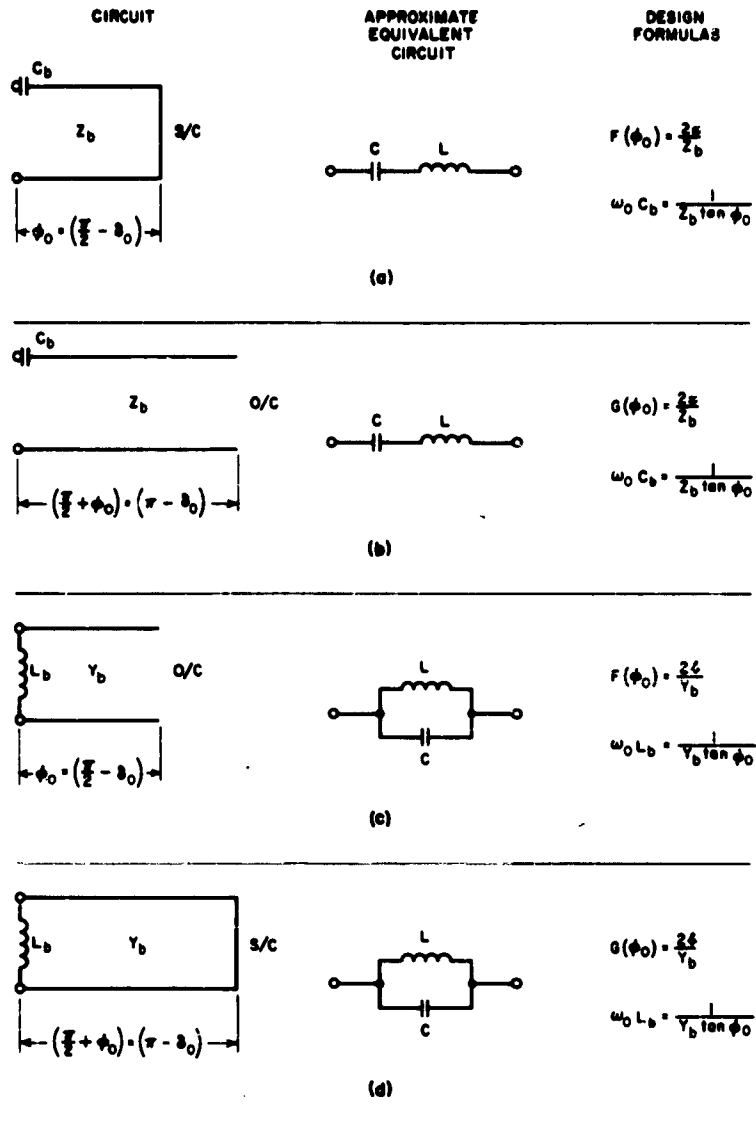 CIRCUIT
APPROXIMATE
EQUIVALENT
CIRCUIT
DESIGN
FORMULAS
C_b
Z_b
S/C
ϕ_0 = (π/2 - δ_0)
C L
F(ϕ_0) = 2x/Z_b
ω_0 C_b = 1/(Z_b tan ϕ_0)
(a)
C_b
Z_b
O/C
(π/2 + ϕ_0) = (π - δ_0)
C L
G(ϕ_0) = 2x/Z_b
ω_0 C_b = 1/(Z_b tan ϕ_0)
(b)
L_b
Y_b
O/C
ϕ_0 = (π/2 - δ_0)
L
C
F(ϕ_0) = 2b/Y_b
ω_0 L_b = 1/(Y_b tan ϕ_0)
(c)
L_b
Y_b
S/C
(π/2 + ϕ_0) = (π - δ_0)
L
C
G(ϕ_0) = 2b/Y_b
ω_0 L_b = 1/(Y_b tan ϕ_0)
(d)